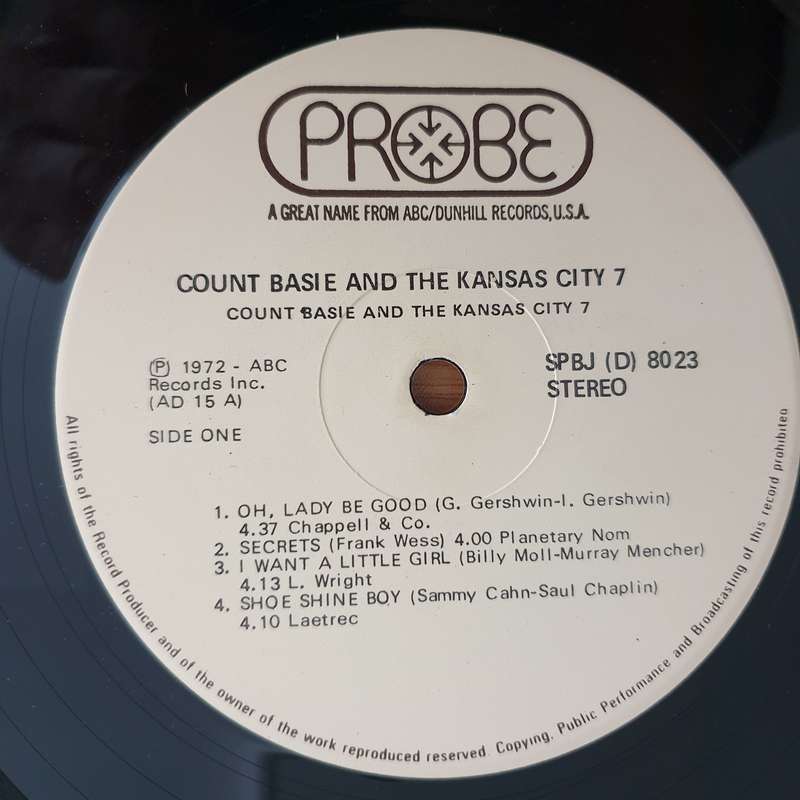 PROBE
A GREAT NAME FROM ABC/DUNHILL RECORDS, U.S.A.
COUNT BASIE AND THE KANSAS CITY 7
COUNT BASIE AND THE KANSAS CITY 7
Ⓟ 1972 - ABC
Records Inc.
(AD 15 A)
SIDE ONE
SPBJ (D) 8023
STEREO
1. OH, LADY BE GOOD (G. Gershwin-I. Gershwin)
4.37 Chappell & Co.
2. SECRETS (Frank Wess) 4.00 Planetary Nom
3. I WANT A LITTLE GIRL (Billy Moll-Murray Mencher)
4.13 L. Wright
4. SHOE SHINE BOY (Sammy Cahn-Saul Chaplin)
4.10 Laetrec
All rights of the Record Producer and of the owner of the work reproduced reserved. Copying, Public Performance and Broadcasting of this record prohibited